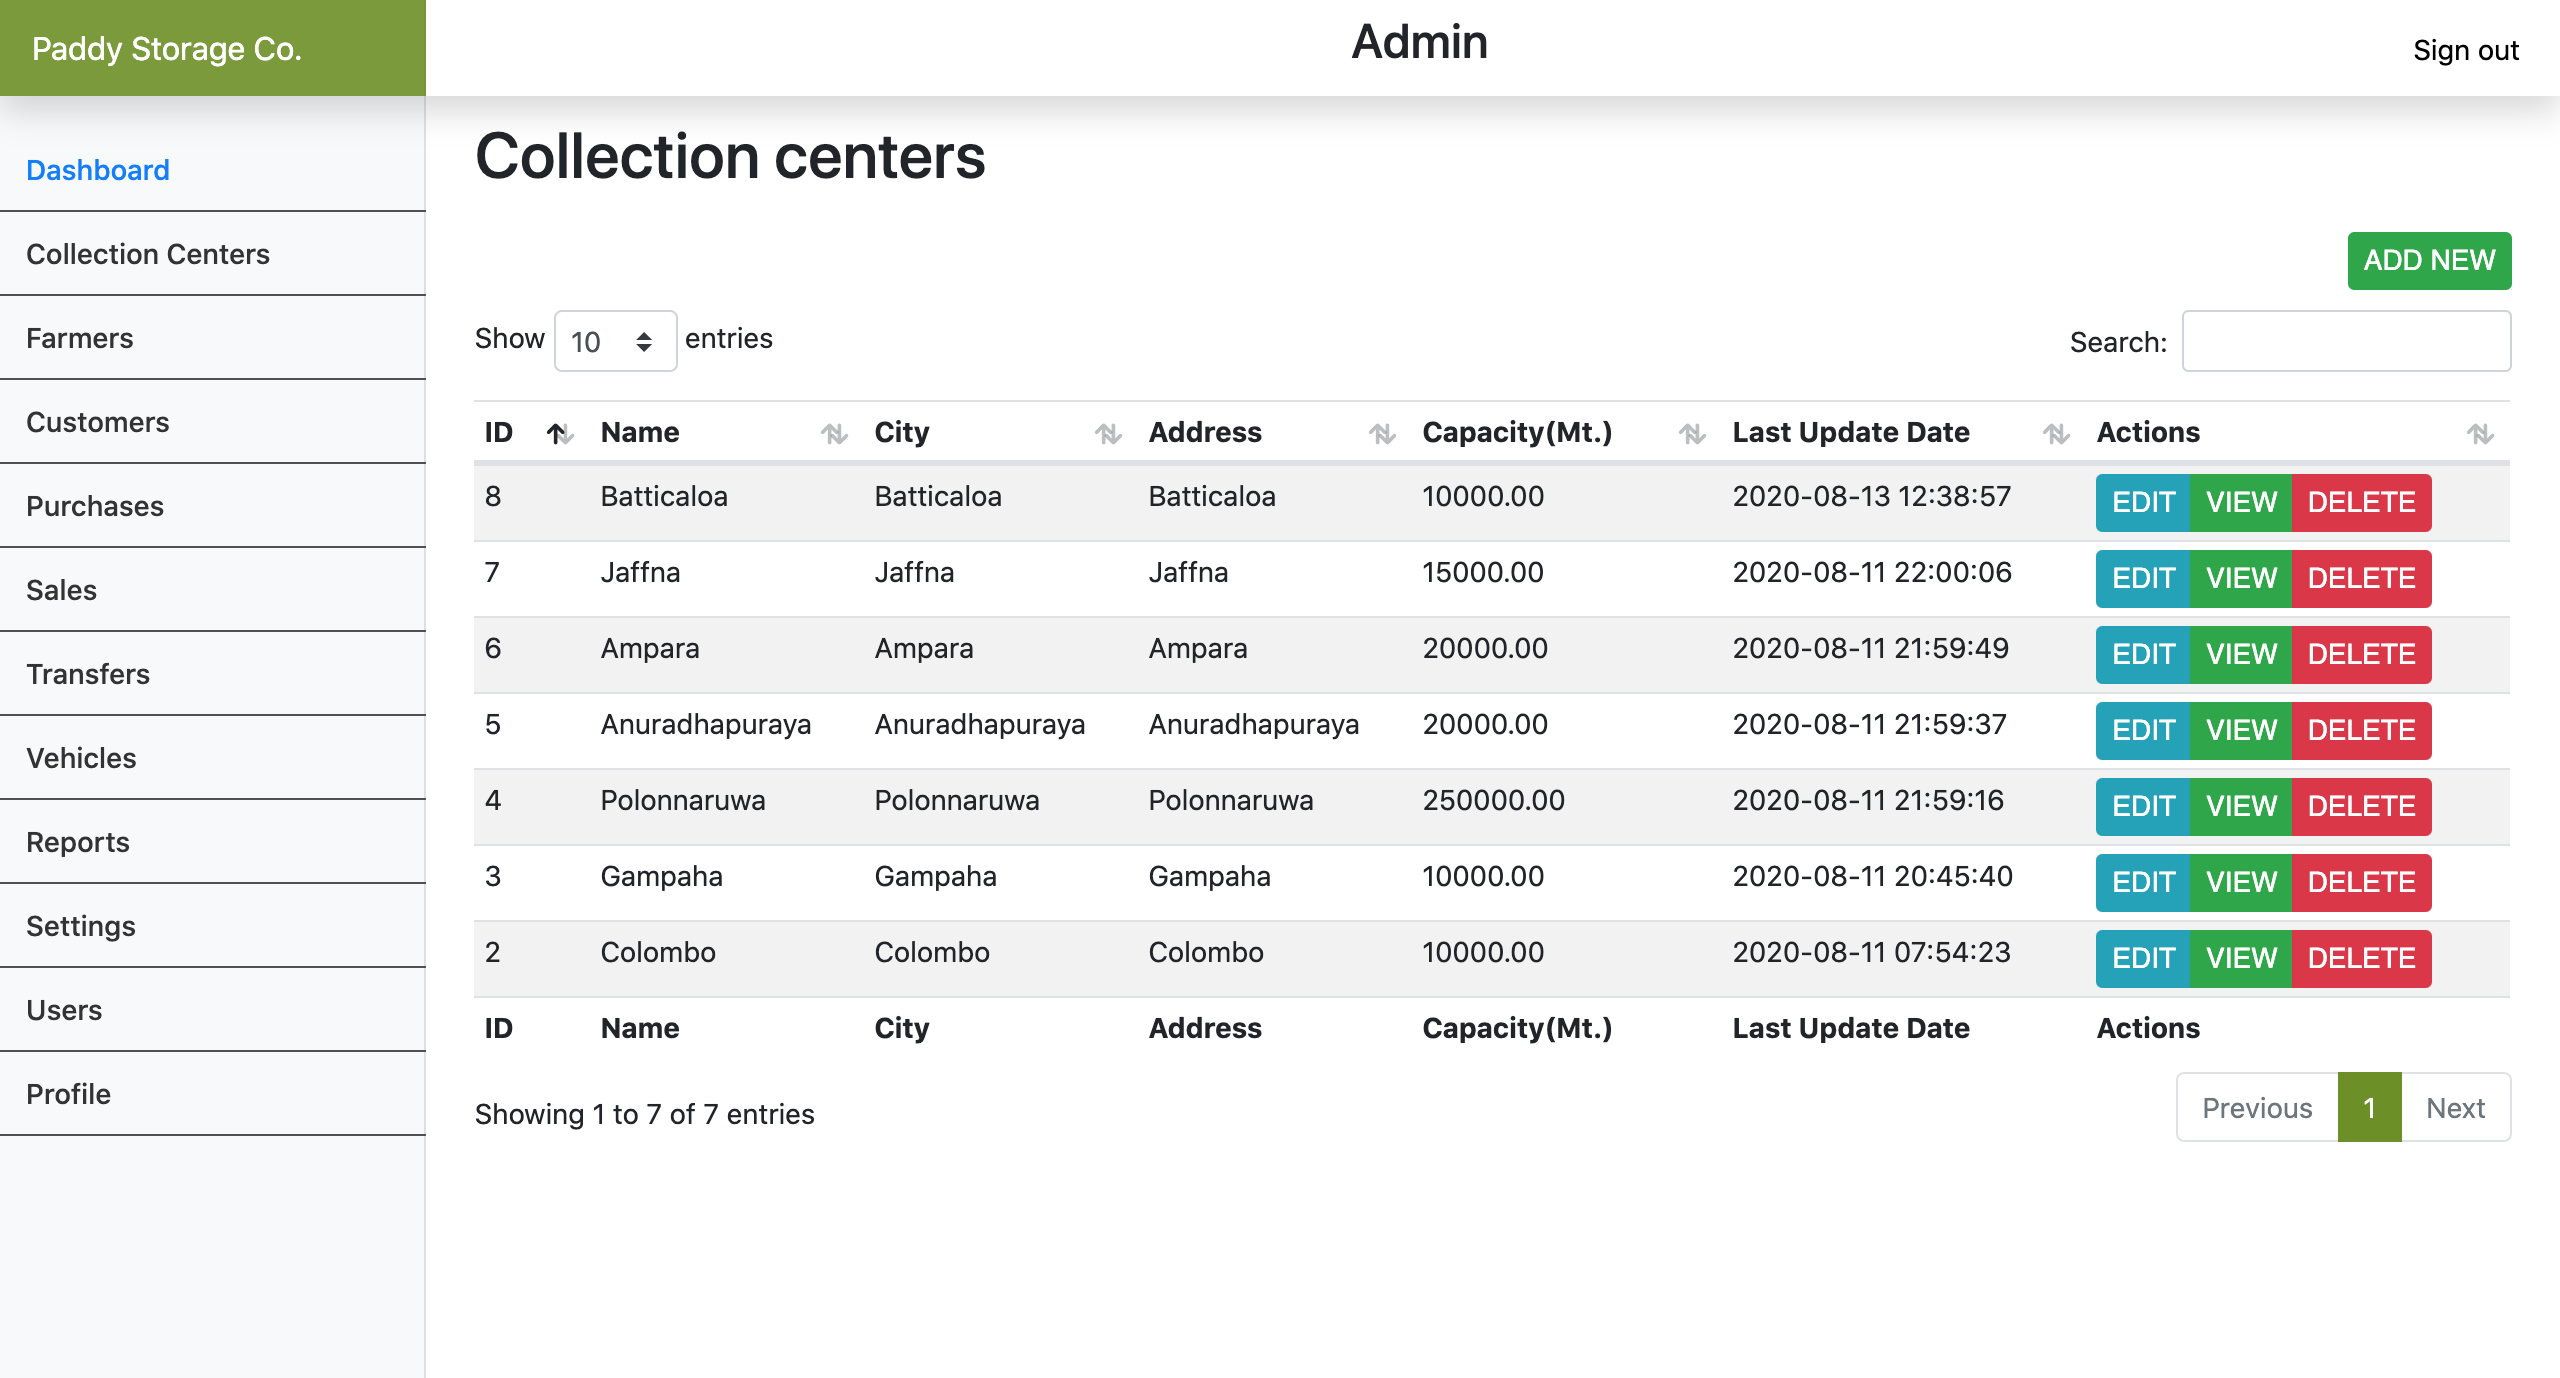 Paddy Storage Co.
Admin
Sign out
Dashboard
Collection Centers
Farmers
Customers
Purchases
Sales
Transfers
Vehicles
Reports
Settings
Users
Profile
Collection centers
ADD NEW
Show 10 entries
Search:
ID Name City Address Capacity(Mt.) Last Update Date Actions
8 Batticaloa Batticaloa Batticaloa 10000.00 2020-08-13 12:38:57 EDIT VIEW DELETE
7 Jaffna Jaffna Jaffna 15000.00 2020-08-11 22:00:06 EDIT VIEW DELETE
6 Ampara Ampara Ampara 20000.00 2020-08-11 21:59:49 EDIT VIEW DELETE
5 Anuradhapuraya Anuradhapuraya Anuradhapuraya 20000.00 2020-08-11 21:59:37 EDIT VIEW DELETE
4 Polonnaruwa Polonnaruwa Polonnaruwa 250000.00 2020-08-11 21:59:16 EDIT VIEW DELETE
3 Gampaha Gampaha Gampaha 10000.00 2020-08-11 20:45:40 EDIT VIEW DELETE
2 Colombo Colombo Colombo 10000.00 2020-08-11 07:54:23 EDIT VIEW DELETE
ID Name City Address Capacity(Mt.) Last Update Date Actions
Showing 1 to 7 of 7 entries
Previous 1 Next